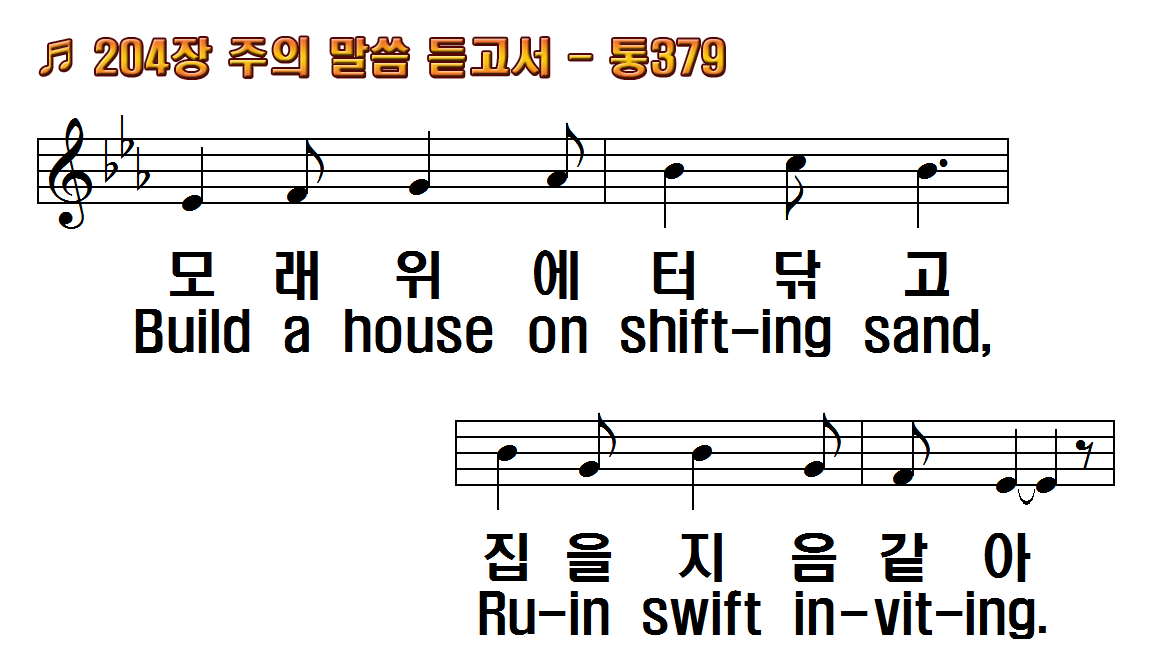 ♬ 204장 주의 말씀 듣고서 - 통379
모 래 위 에 터 닦 고
Build a house on shift-ing sand,
집 을 지 음 같 아
Ru-in swift in-vit-ing.